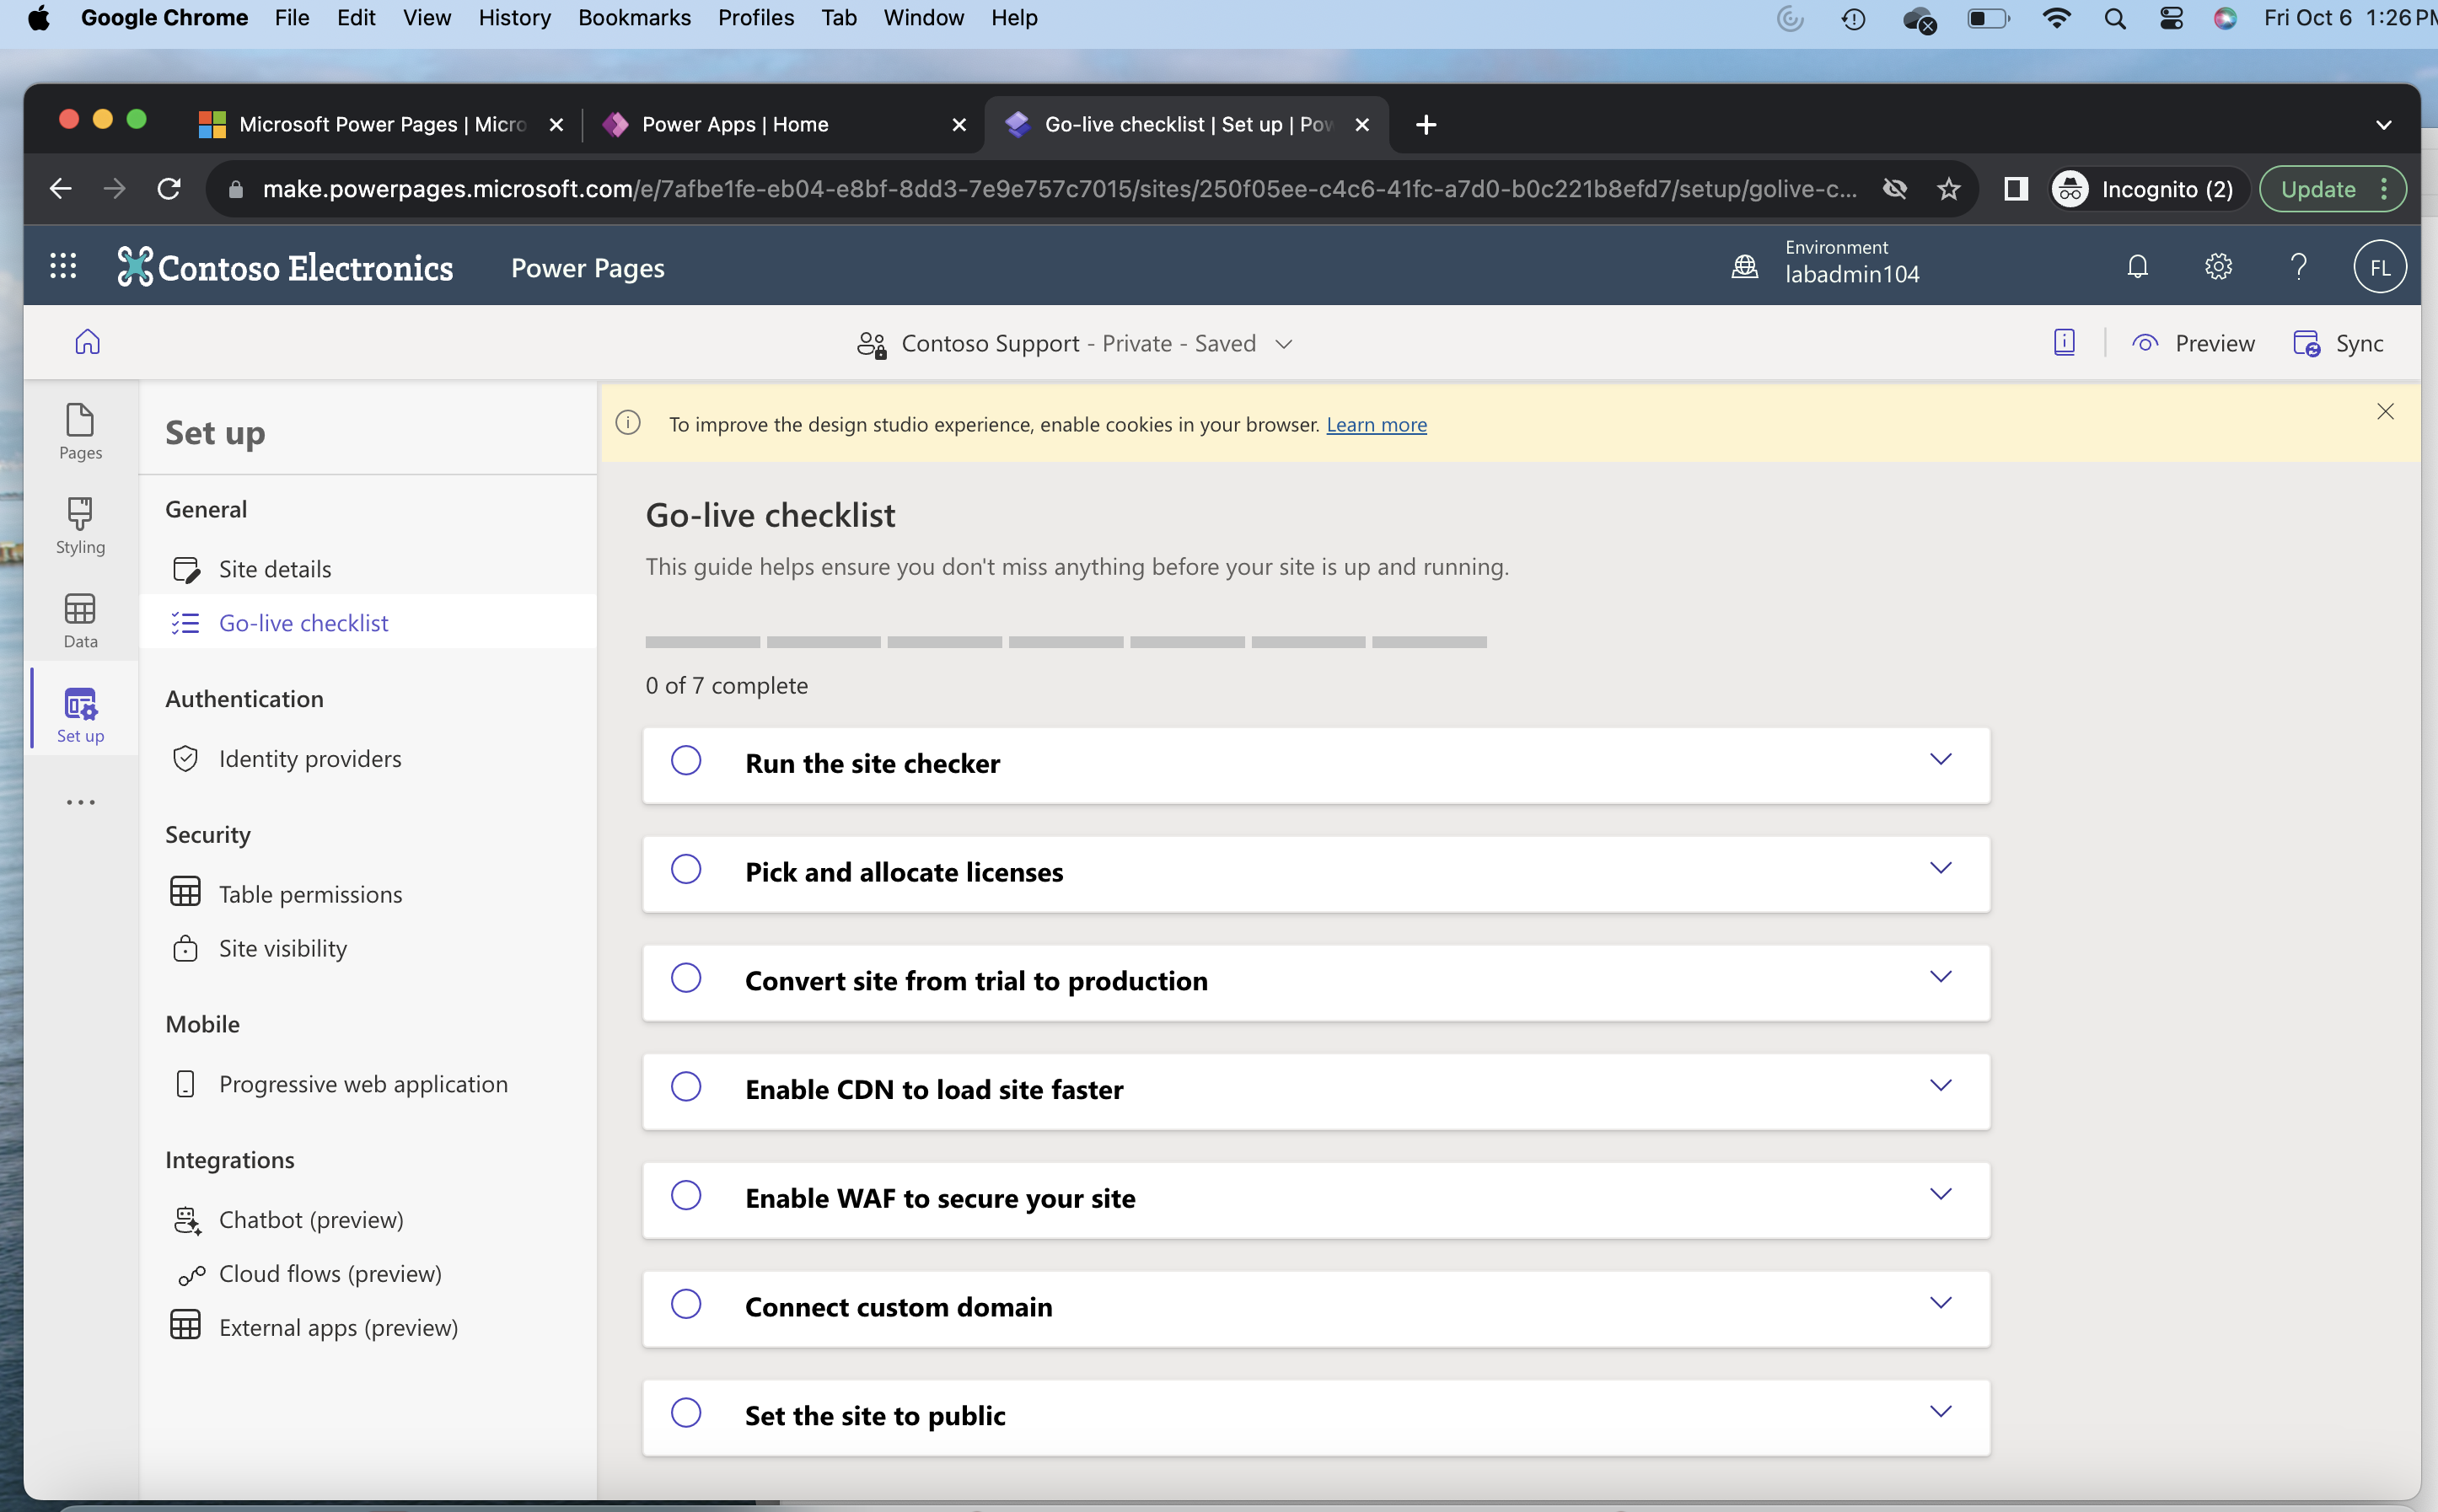 Google Chrome File Edit View History Bookmarks Profiles Tab Window Help
Fri Oct 6 1:26 PM
Microsoft Power Pages | Micro
Power Apps | Home
Go-live checklist | Set up | Pow
make.powerpages.microsoft.com/e/7afbe1fe-eb04-e8bf-8dd3-7e9e757c7015/sites/250f05ee-c4c6-41fc-a7d0-b0c221b8efd7/setup/golive-c...
Incognito (2)
Update
Contoso Electronics
Power Pages
Environment
labadmin104
FL
Contoso Support - Private - Saved
Preview
Sync
Pages
Styling
Data
Set up
Set up
General
Site details
Go-live checklist
Authentication
Identity providers
Security
Table permissions
Site visibility
Mobile
Progressive web application
Integrations
Chatbot (preview)
Cloud flows (preview)
External apps (preview)
To improve the design studio experience, enable cookies in your browser. Learn more
Go-live checklist
This guide helps ensure you don't miss anything before your site is up and running.
0 of 7 complete
Run the site checker
Pick and allocate licenses
Convert site from trial to production
Enable CDN to load site faster
Enable WAF to secure your site
Connect custom domain
Set the site to public